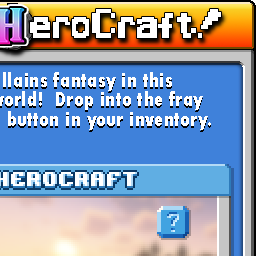 HeroCraft!
llains fantasy in this
world! Drop into the fray
button in your inventory.
HEROCRAFT
?